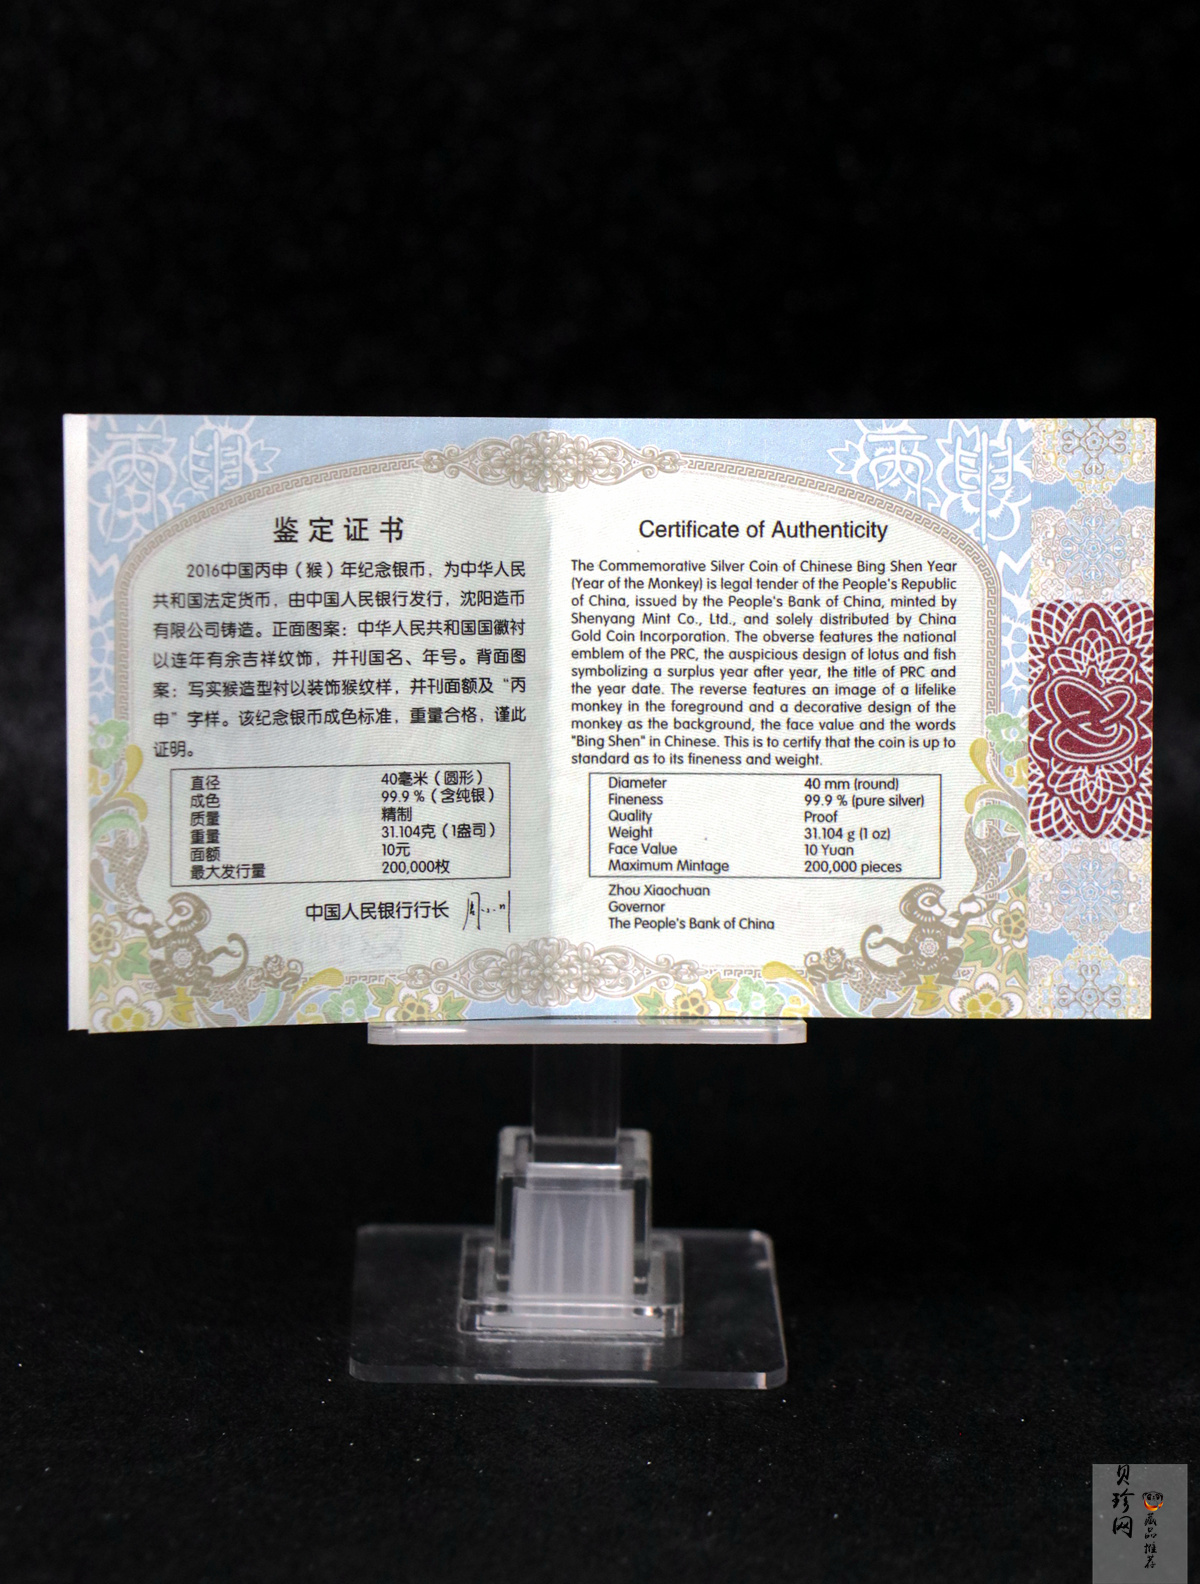 鉴定证书
2016中国丙申（猴）年纪念银币，为中华人民
共和国法定货币，由中国人民银行发行，沈阳造币
有限公司铸造。正面图案：中华人民共和国国徽衬
以连年有余吉祥纹饰，并刊国名、年号。背面图
案：写实猴造型衬以装饰猴纹样，并刊面额及“丙
申”字样。该纪念银币成色标准，重量合格，谨此
证明。
直径 40毫米（圆形）
成色 99.9％（含纯银）
质量 精制
重量 31.104克（1盎司）
面额 10元
最大发行量 200,000枚
中国人民银行行长
Certificate of Authenticity
The Commemorative Silver Coin of Chinese Bing Shen Year
(Year of the Monkey) is legal tender of the People's Republic
of China, issued by the People's Bank of China, minted by
Shenyang Mint Co., Ltd., and solely distributed by China
Gold Coin Incorporation. The obverse features the national
emblem of the PRC, the auspicious design of lotus and fish
symbolizing a surplus year after year, the title of PRC and
the year date. The reverse features an image of a lifelike
monkey in the foreground and a decorative design of the
monkey as the background, the face value and the words
"Bing Shen" in Chinese. This is to certify that the coin is up to
standard as to its fineness and weight.
Diameter 40 mm (round)
Fineness 99.9 % (pure silver)
Quality Proof
Weight 31.104 g (1 oz)
Face Value 10 Yuan
Maximum Mintage 200,000 pieces
Zhou Xiaochuan
Governor
The People's Bank of China
贝珍网
藏品推荐